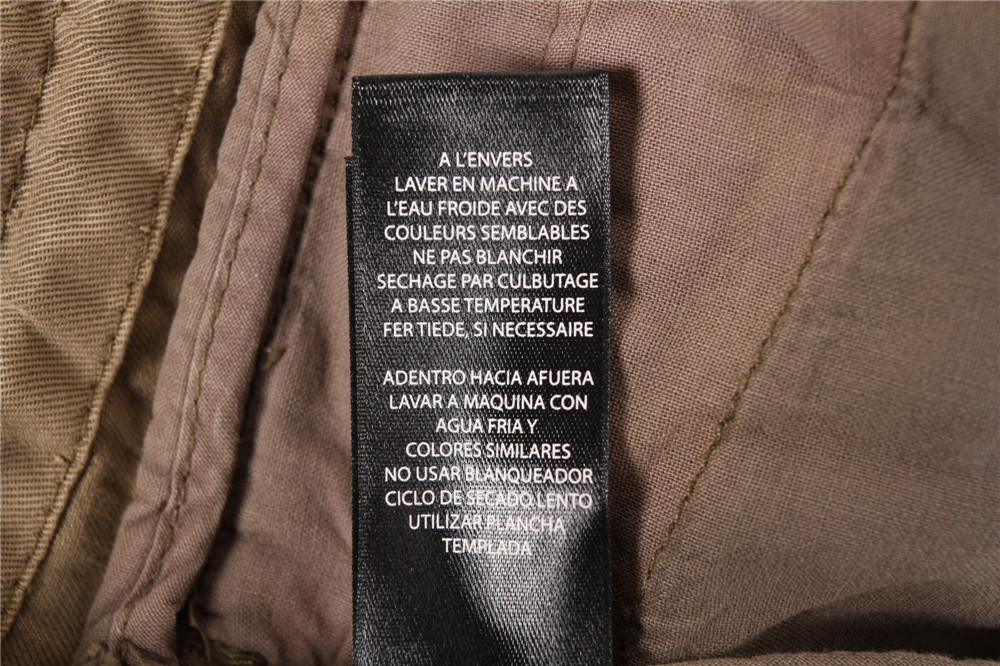 A L'ENVERS
LAVER EN MACHINE A
L'EAU FROIDE AVEC DES
COULEURS SEMBLABLES
NE PAS BLANCHIR
SECHAGE PAR CULBUTAGE
A BASSE TEMPERATURE
FER TIEDE, SI NECESSAIRE
ADENTRO HACIA AFUERA
LAVAR A MAQUINA CON
AGUA FRIA Y
COLORES SIMILARES
NO USAR BLANQUEADOR
CICLO DE SECADO LENTO
UTILIZAR PLANCHA
TEMPLADA